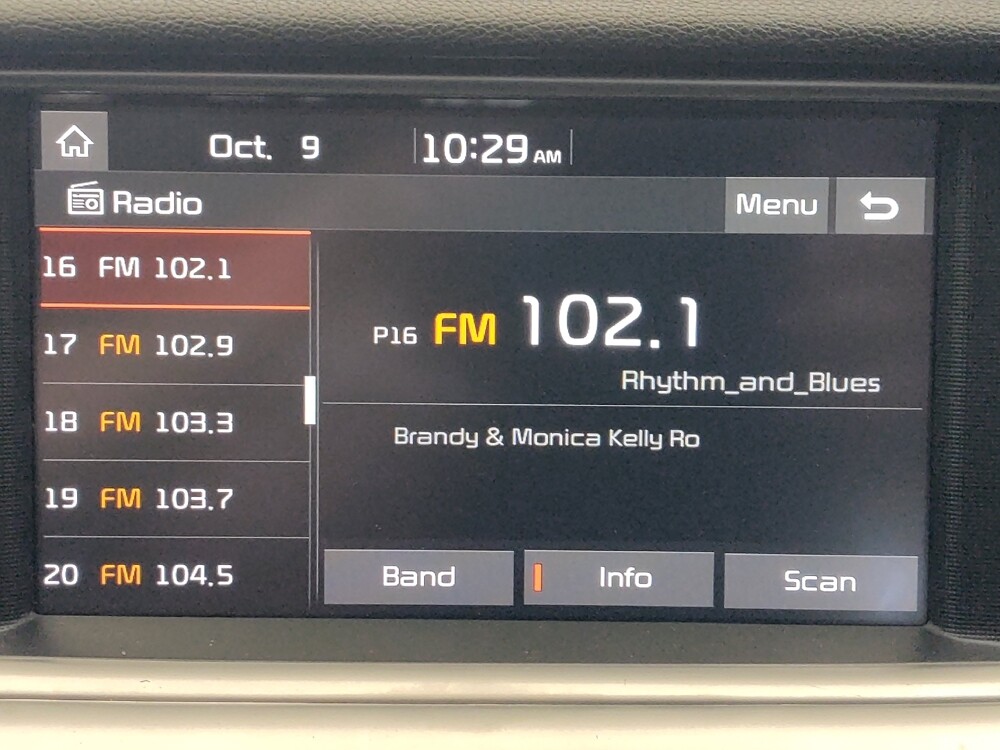 Oct. 9 10:29 AM
Radio Menu
16 FM 102.1
17 FM 102.9
18 FM 103.3
19 FM 103.7
20 FM 104.5
P16 FM 102.1
Rhythm_and_Blues
Brandy & Monica Kelly Ro
Band Info Scan